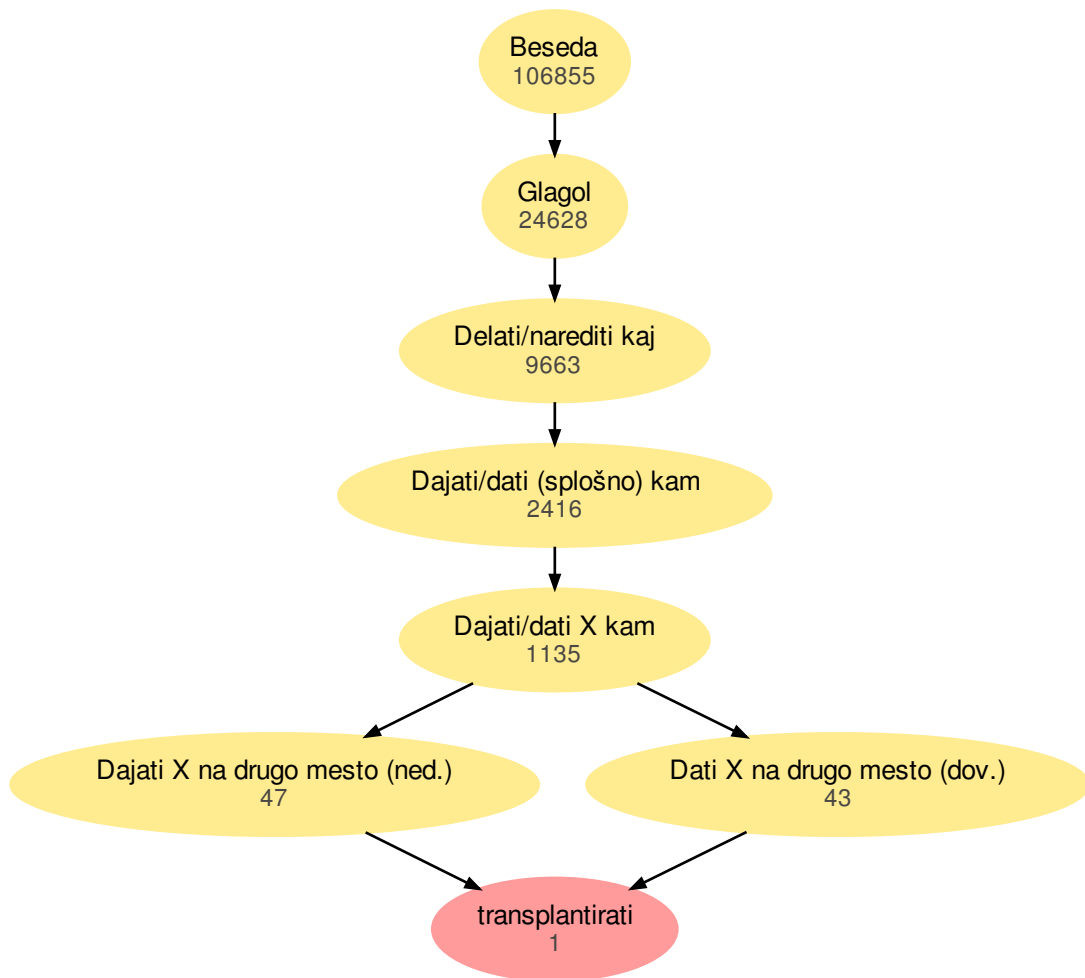 Beseda
106855
Glagol
24628
Delati/narediti kaj
9663
Dajati/dati (splošno) kam
2416
Dajati/dati X kam
1135
Dajati X na drugo mesto (ned.)
47
Dati X na drugo mesto (dov.)
43
transplantirati
1